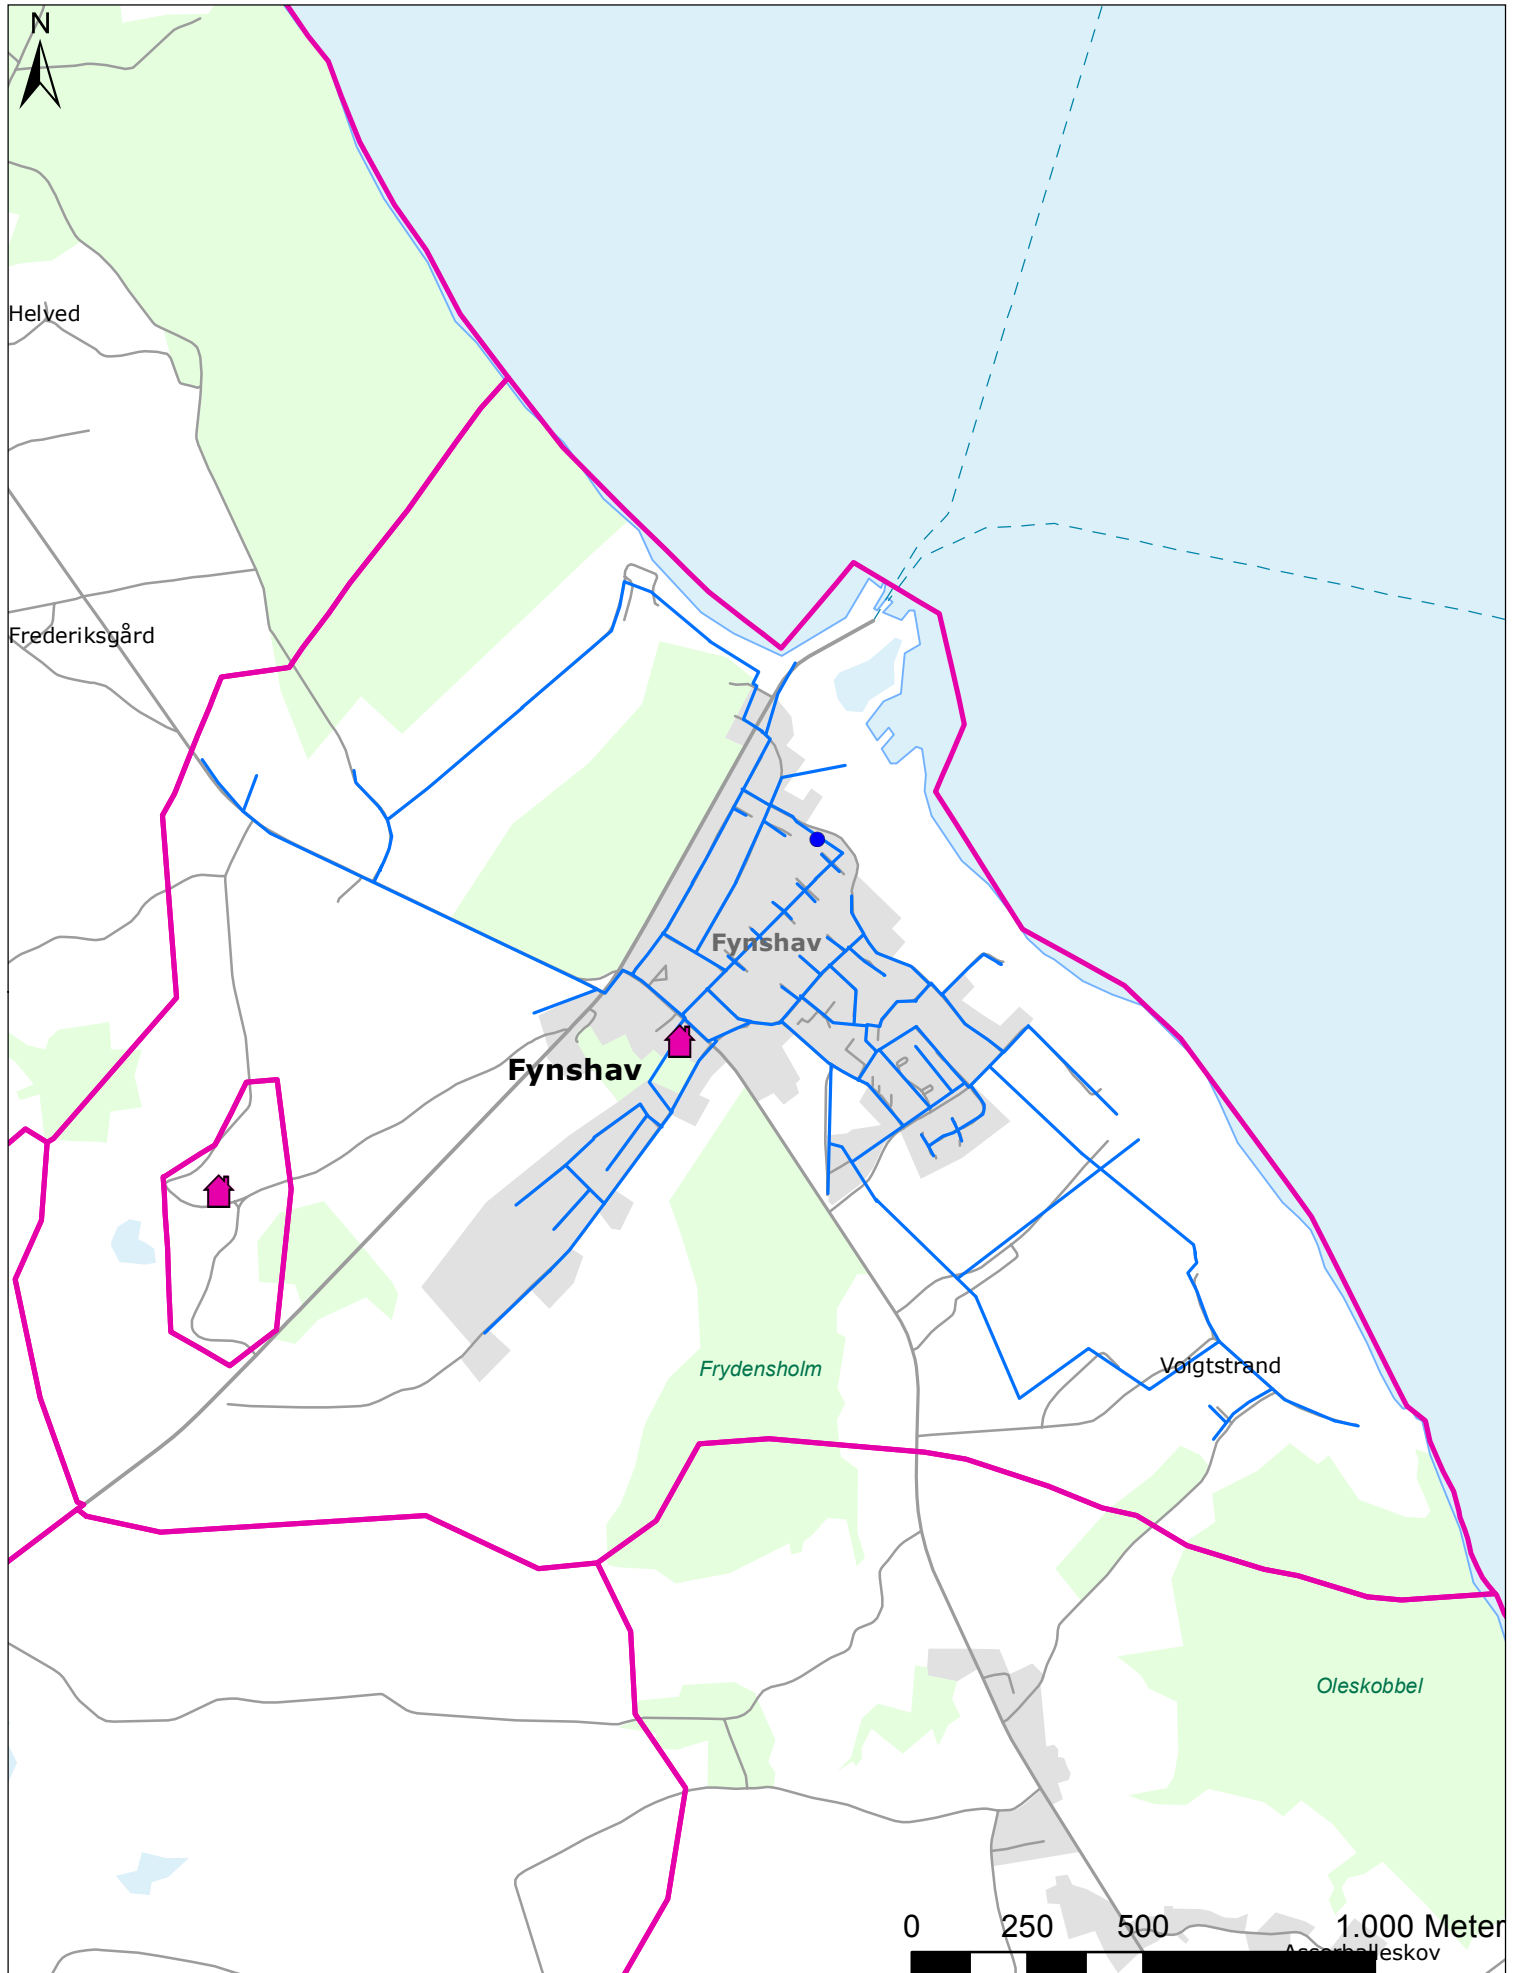 N
Helved
Frederiksgård
Fynshav
Fynshav
Frydensholm
Voigtstrand
Oleskobbel
0 250 500 1.000 Meter